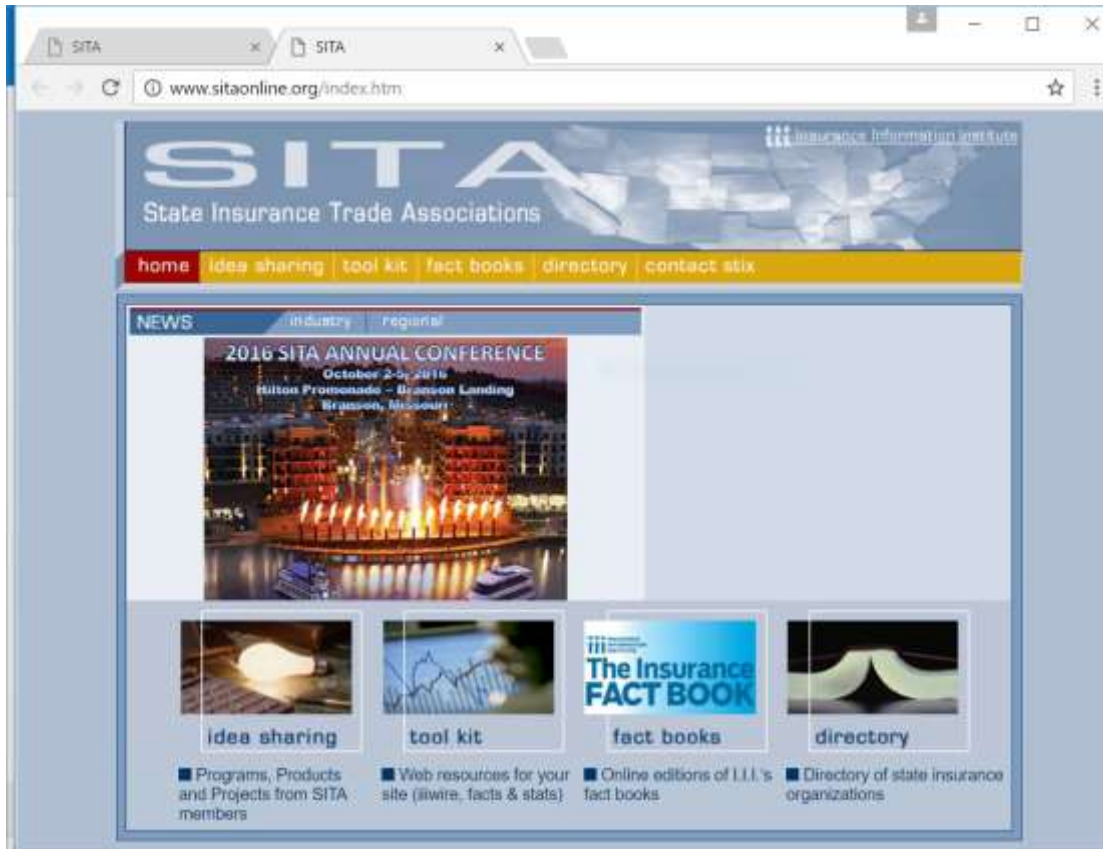 SITA
SITA
www.sitaonline.org/index.htm
Insurance Information Institute
SITA
State Insurance Trade Associations
home idea sharing tool kit fact books directory contact stix
NEWS industry regional
2016 SITA ANNUAL CONFERENCE
October 2-5, 2016
Hilton Promenade – Branson Landing
Branson, Missouri
INSURANCE
INFORMATION
INSTITUTE
The Insurance
FACT BOOK
idea sharing tool kit fact books directory
Programs, Products Web resources for your Online editions of I.I.I.'s Directory of state insurance
and Projects from SITA site (iiiwire, facts & stats) fact books organizations
members